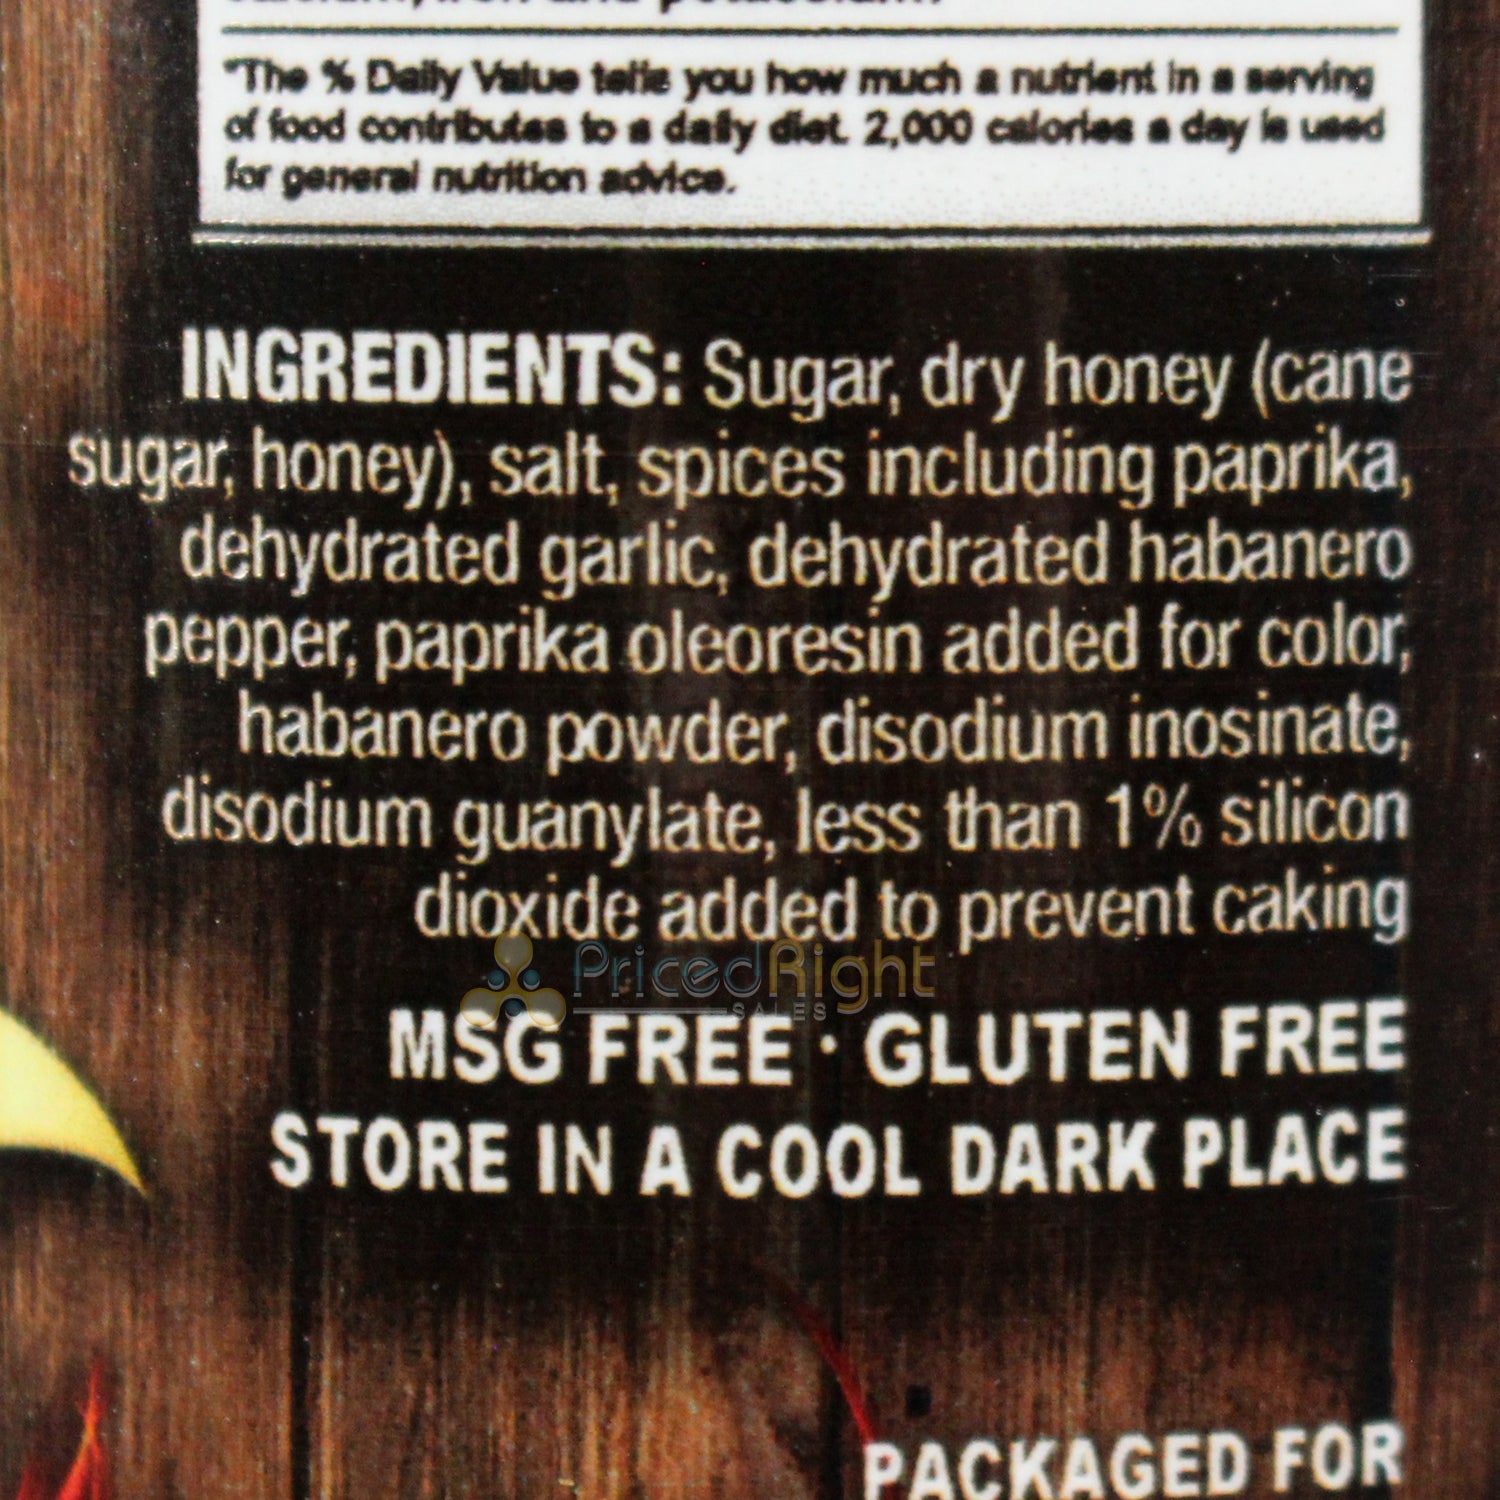 *The % Daily Value tells you how much a nutrient in a serving
of food contributes to a daily diet. 2,000 calories a day is used
for general nutrition advice.
INGREDIENTS: Sugar, dry honey (cane
sugar, honey), salt, spices including paprika,
dehydrated garlic, dehydrated habanero
pepper, paprika oleoresin added for color,
habanero powder, disodium inosinate,
disodium guanylate, less than 1% silicon
dioxide added to prevent caking
PricedRight
SALES
MSG FREE · GLUTEN FREE
STORE IN A COOL DARK PLACE
PACKAGED FOR